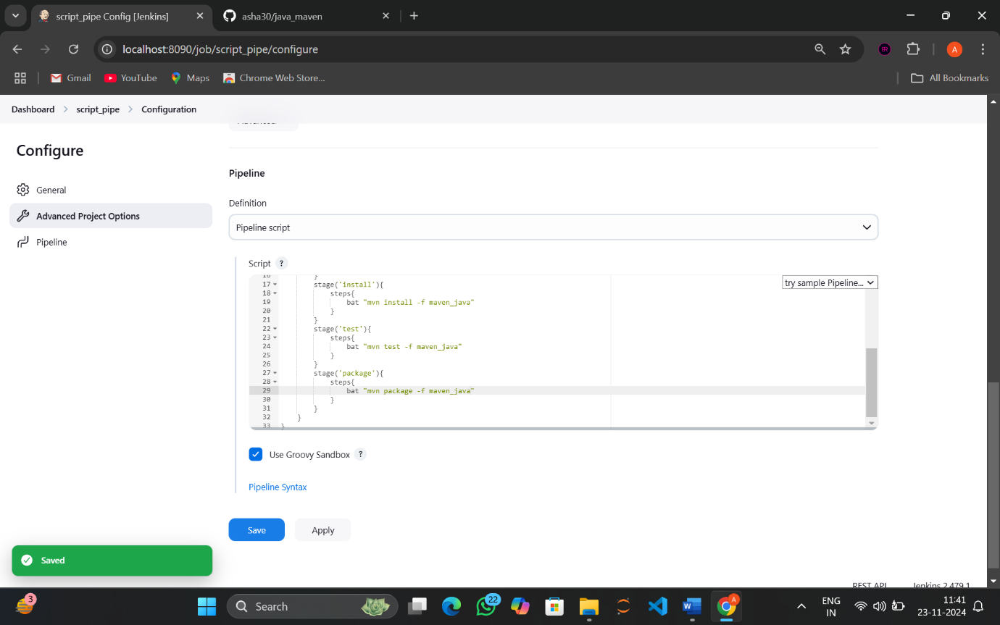 script_pipe Config [Jenkins]
asha30/java_maven
localhost:8090/job/script_pipe/configure
A
Gmail
YouTube
Maps
Chrome Web Store...
All Bookmarks
Dashboard
script_pipe
Configuration
Configure
General
Advanced Project Options
Pipeline
Advanced
Pipeline
Definition
Pipeline script
Script ?
try sample Pipeline...
16 }
17 stage('install'){
18 steps{
19 bat "mvn install -f maven_java"
20 }
21 }
22 stage('test'){
23 steps{
24 bat "mvn test -f maven_java"
25 }
26 }
27 stage('package'){
28 steps{
29 bat "mvn package -f maven_java"
30 }
31 }
32 }
33 }
Use Groovy Sandbox ?
Pipeline Syntax
Save
Apply
Saved
REST API
Jenkins 2.479.1
3
Search
22
A
ENG
IN
11:41
23-11-2024